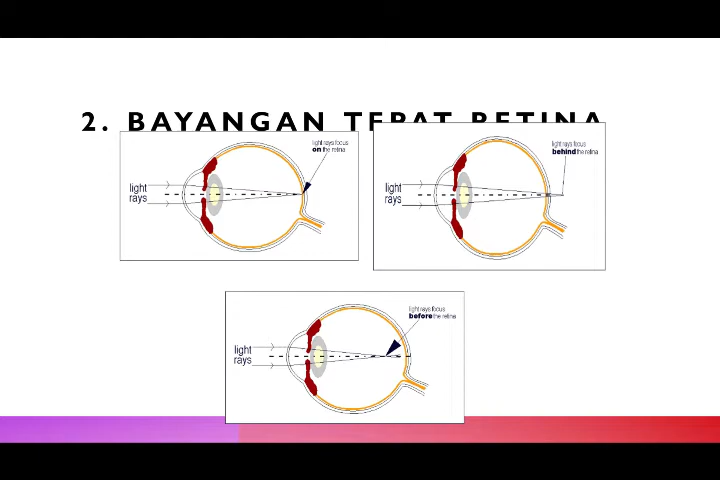 2. BAYANGAN TEPAT RETINA
light rays focus
on the retina
light
rays
light rays focus
behind the retina
light
rays
light rays focus
before the retina
light
rays